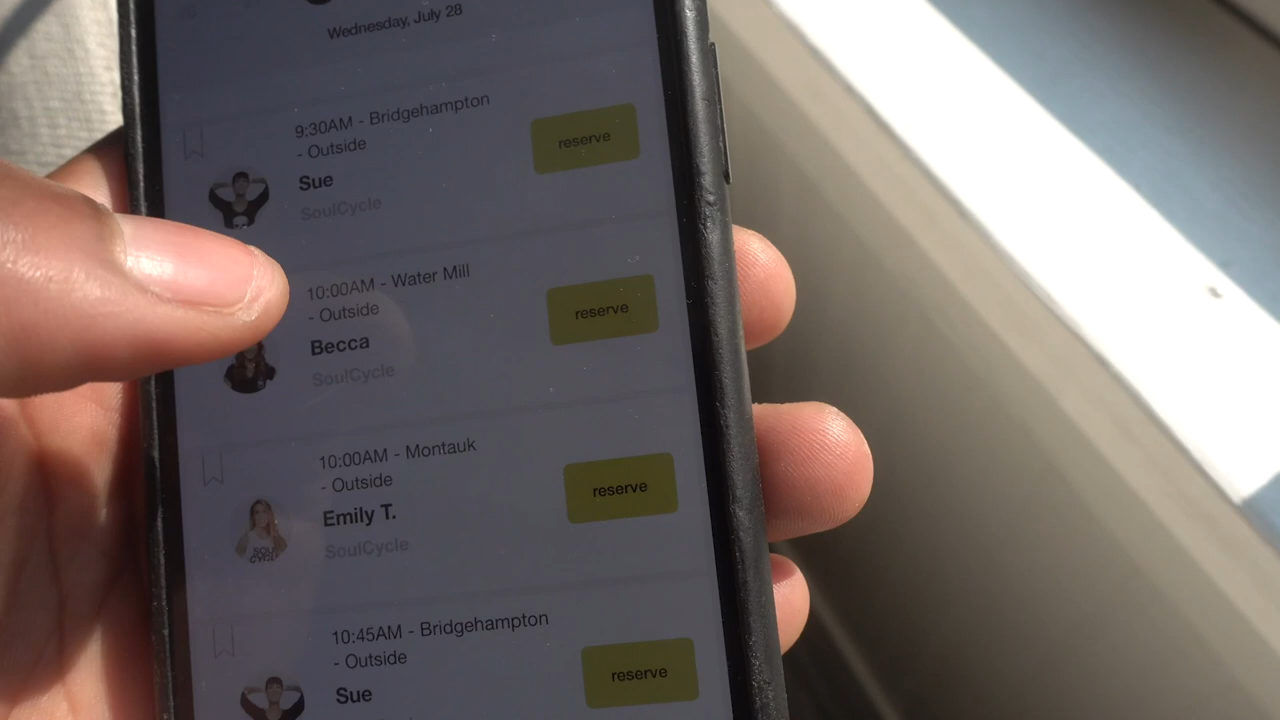 Wednesday, July 28
9:30AM - Bridgehampton
- Outside
reserve
Sue
SoulCycle
10:00AM - Water Mill
- Outside
reserve
Becca
SoulCycle
10:00AM - Montauk
- Outside
reserve
Emily T.
SoulCycle
SOUL
10:45AM - Bridgehampton
- Outside
reserve
Sue